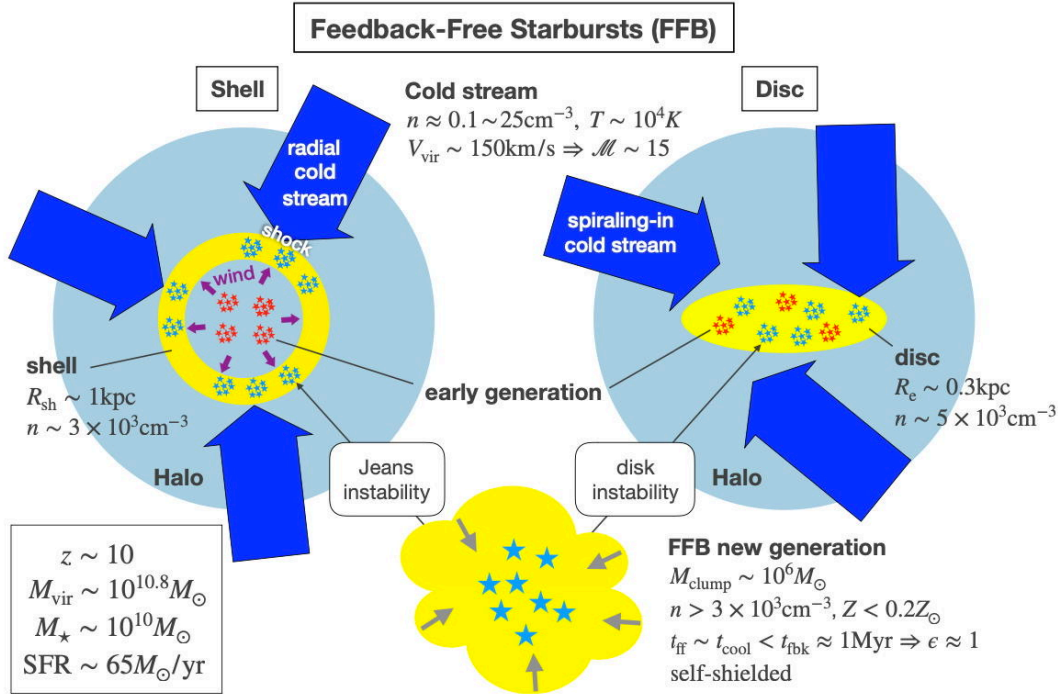 Feedback-Free Starbursts (FFB)
Shell
Disc
Cold stream
n ≈ 0.1 ~ 25cm⁻³, T ~ 10⁴K
V_vir ~ 150km/s ⇒ ℳ ~ 15
radial
cold
stream
shock
wind
spiraling-in
cold stream
shell
R_sh ~ 1kpc
n ~ 3 × 10³cm⁻³
early generation
disc
R_e ~ 0.3kpc
n ~ 5 × 10³cm⁻³
Halo
Halo
Jeans
instability
disk
instability
z ~ 10
M_vir ~ 10^10.8 M_⊙
M_⋆ ~ 10¹⁰M_⊙
SFR ~ 65M_⊙/yr
FFB new generation
M_clump ~ 10⁶M_⊙
n > 3 × 10³cm⁻³, Z < 0.2Z_⊙
t_ff ~ t_cool < t_fbk ≈ 1Myr ⇒ ϵ ≈ 1
self-shielded